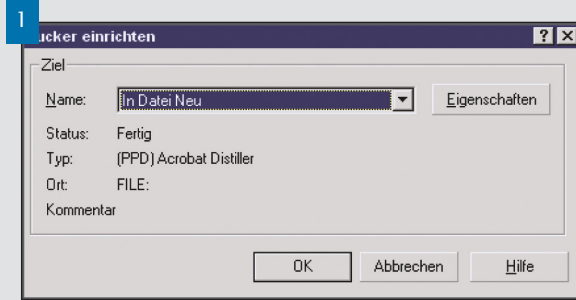 1
ucker einrichten
Ziel
Name: In Datei Neu Eigenschaften
Status: Fertig
Typ: (PPD) Acrobat Distiller
Ort: FILE:
Kommentar
OK Abbrechen Hilfe